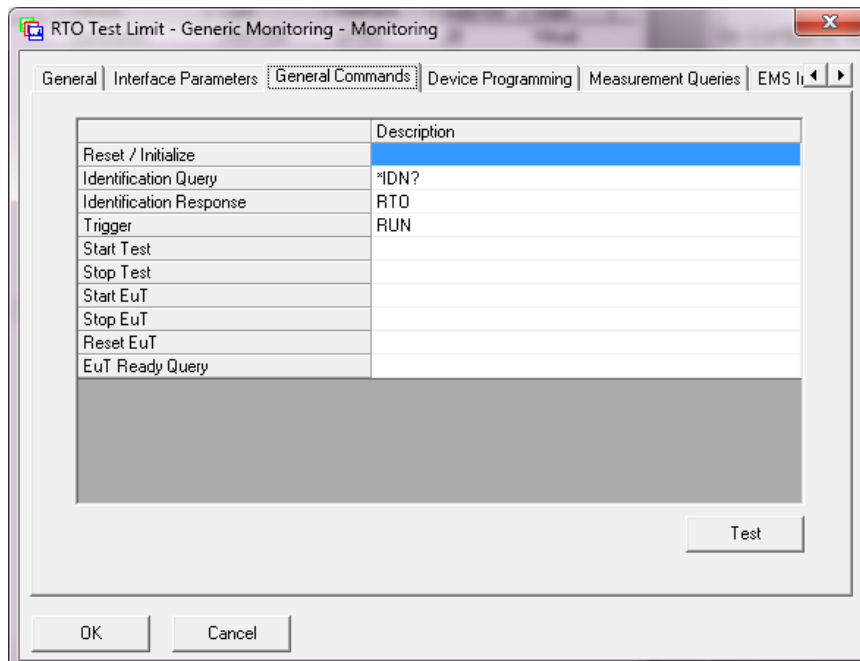 RTO Test Limit - Generic Monitoring - Monitoring
General Interface Parameters General Commands Device Programming Measurement Queries EMS
Description
Reset / Initialize
Identification Query *IDN?
Identification Response RTO
Trigger RUN
Start Test
Stop Test
Start EuT
Stop EuT
Reset EuT
EuT Ready Query
Test
OK Cancel